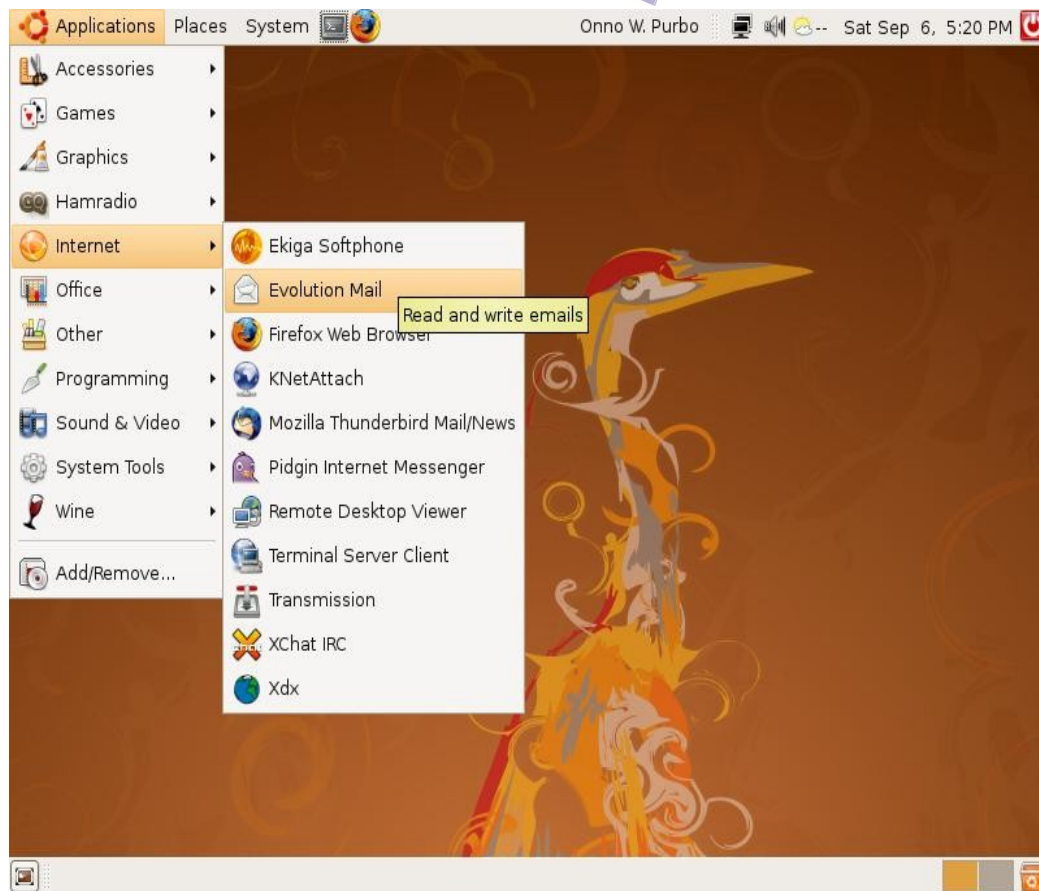 Applications Places System Onno W. Purbo -- Sat Sep 6, 5:20 PM
Accessories
Games
Graphics
Hamradio
Internet
Office
Other
Programming
Sound & Video
System Tools
Wine
Add/Remove...
Ekiga Softphone
Evolution Mail
Read and write emails
Firefox Web Browser
KNetAttach
Mozilla Thunderbird Mail/News
Pidgin Internet Messenger
Remote Desktop Viewer
Terminal Server Client
Transmission
XChat IRC
Xdx